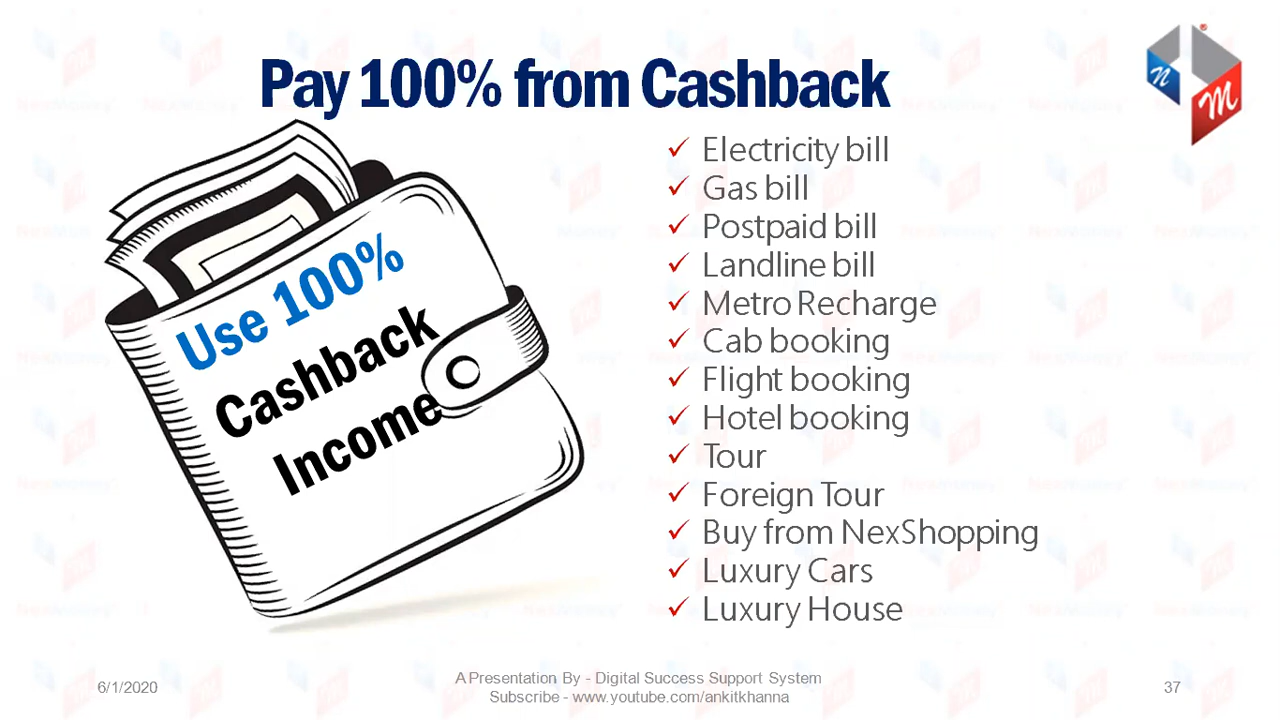 Pay 100% from Cashback
Use 100%
Cashback
Income
Electricity bill
Gas bill
Postpaid bill
Landline bill
Metro Recharge
Cab booking
Flight booking
Hotel booking
Tour
Foreign Tour
Buy from NexShopping
Luxury Cars
Luxury House
n
M
6/1/2020
A Presentation By - Digital Success Support System
Subscribe - www.youtube.com/ankitkhanna
37